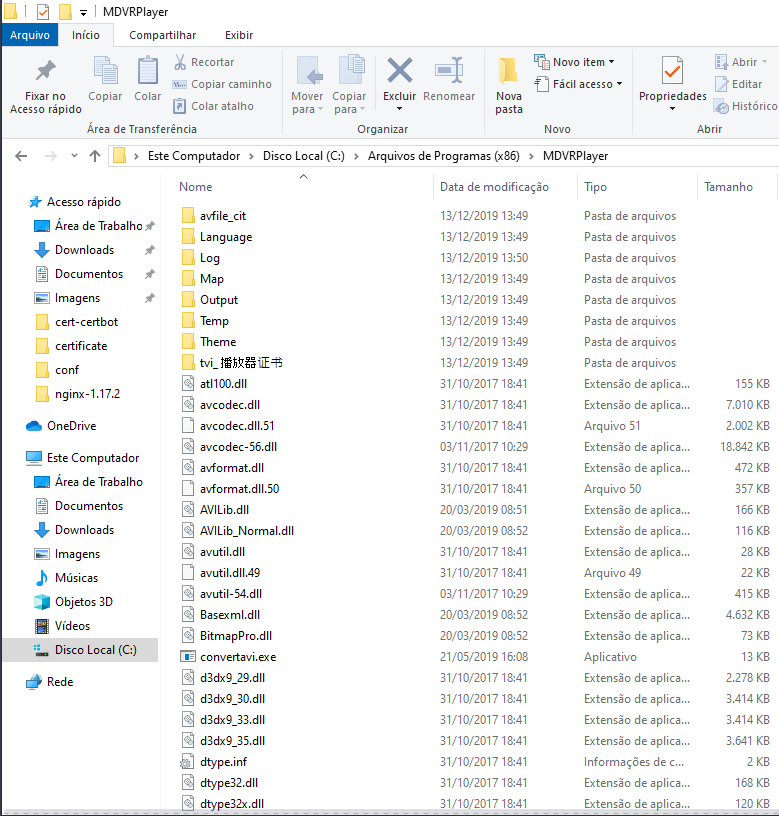 MDVRPlayer
Arquivo Início Compartilhar Exibir
Fixar no Acesso rápido
Copiar
Colar
Recortar
Copiar caminho
Colar atalho
Área de Transferência
Mover para
Copiar para
Excluir
Renomear
Organizar
Nova pasta
Novo item
Fácil acesso
Novo
Propriedades
Abrir
Editar
Histórico
Abrir
Este Computador Disco Local (C:) Arquivos de Programas (x86) MDVRPlayer
Acesso rápido
Área de Trabalho
Downloads
Documentos
Imagens
cert-certbot
certificate
conf
nginx-1.17.2
OneDrive
Este Computador
Área de Trabalho
Documentos
Downloads
Imagens
Músicas
Objetos 3D
Vídeos
Disco Local (C:)
Rede
Nome Data de modificação Tipo Tamanho
avfile_cit 13/12/2019 13:49 Pasta de arquivos
Language 13/12/2019 13:49 Pasta de arquivos
Log 13/12/2019 13:50 Pasta de arquivos
Map 13/12/2019 13:49 Pasta de arquivos
Output 13/12/2019 13:49 Pasta de arquivos
Temp 13/12/2019 13:49 Pasta de arquivos
Theme 13/12/2019 13:49 Pasta de arquivos
tvi_播放器证书 13/12/2019 13:49 Pasta de arquivos
atl100.dll 31/10/2017 18:41 Extensão de aplica... 155 KB
avcodec.dll 31/10/2017 18:41 Extensão de aplica... 7.010 KB
avcodec.dll.51 31/10/2017 18:41 Arquivo 51 2.002 KB
avcodec-56.dll 03/11/2017 10:29 Extensão de aplica... 18.842 KB
avformat.dll 31/10/2017 18:41 Extensão de aplica... 472 KB
avformat.dll.50 31/10/2017 18:41 Arquivo 50 357 KB
AVILib.dll 20/03/2019 08:51 Extensão de aplica... 166 KB
AVILib_Normal.dll 20/03/2019 08:52 Extensão de aplica... 116 KB
avutil.dll 31/10/2017 18:41 Extensão de aplica... 28 KB
avutil.dll.49 31/10/2017 18:41 Arquivo 49 22 KB
avutil-54.dll 03/11/2017 10:29 Extensão de aplica... 415 KB
Basexml.dll 20/03/2019 08:52 Extensão de aplica... 4.632 KB
BitmapPro.dll 20/03/2019 08:52 Extensão de aplica... 73 KB
convertavi.exe 21/05/2019 16:08 Aplicativo 13 KB
d3dx9_29.dll 31/10/2017 18:41 Extensão de aplica... 2.278 KB
d3dx9_30.dll 31/10/2017 18:41 Extensão de aplica... 3.414 KB
d3dx9_33.dll 31/10/2017 18:41 Extensão de aplica... 3.414 KB
d3dx9_35.dll 31/10/2017 18:41 Extensão de aplica... 3.641 KB
dtype.inf 31/10/2017 18:41 Informações de c... 2 KB
dtype32.dll 31/10/2017 18:41 Extensão de aplica... 168 KB
dtype32x.dll 31/10/2017 18:41 Extensão de aplica... 120 KB